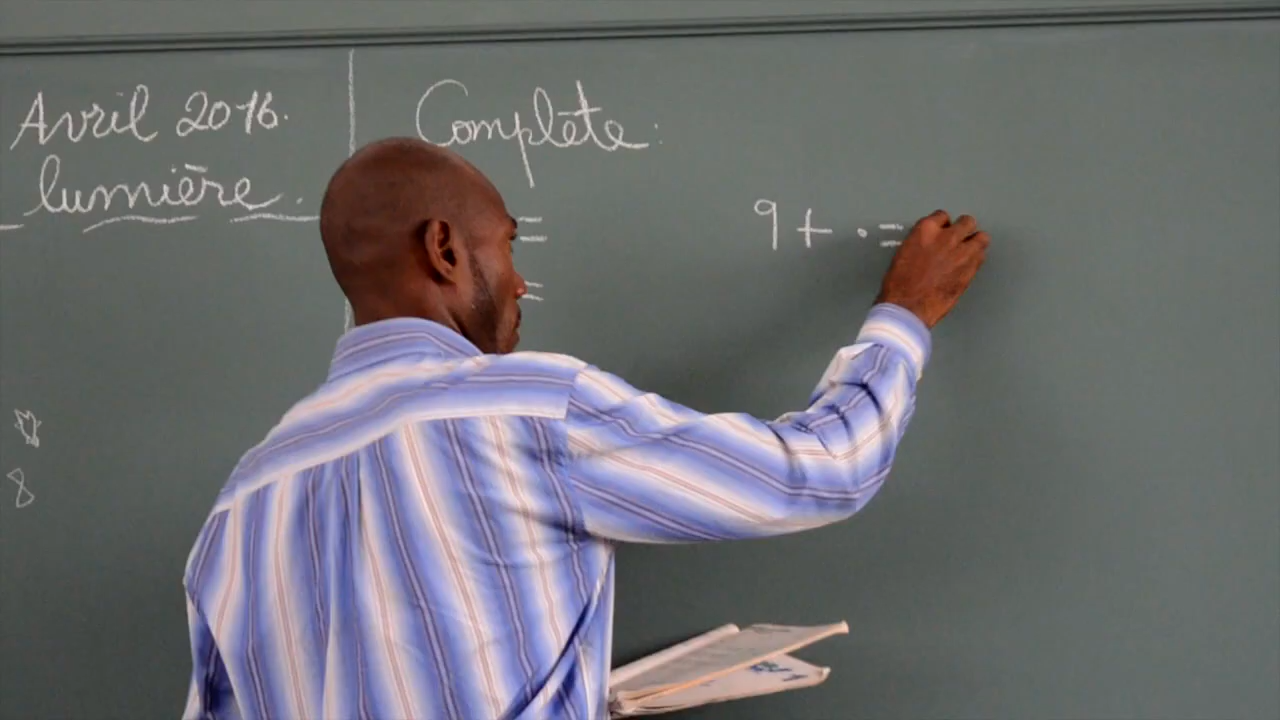 Avril 2016.
lumière.
Complète:
9 + . =
=
=
8